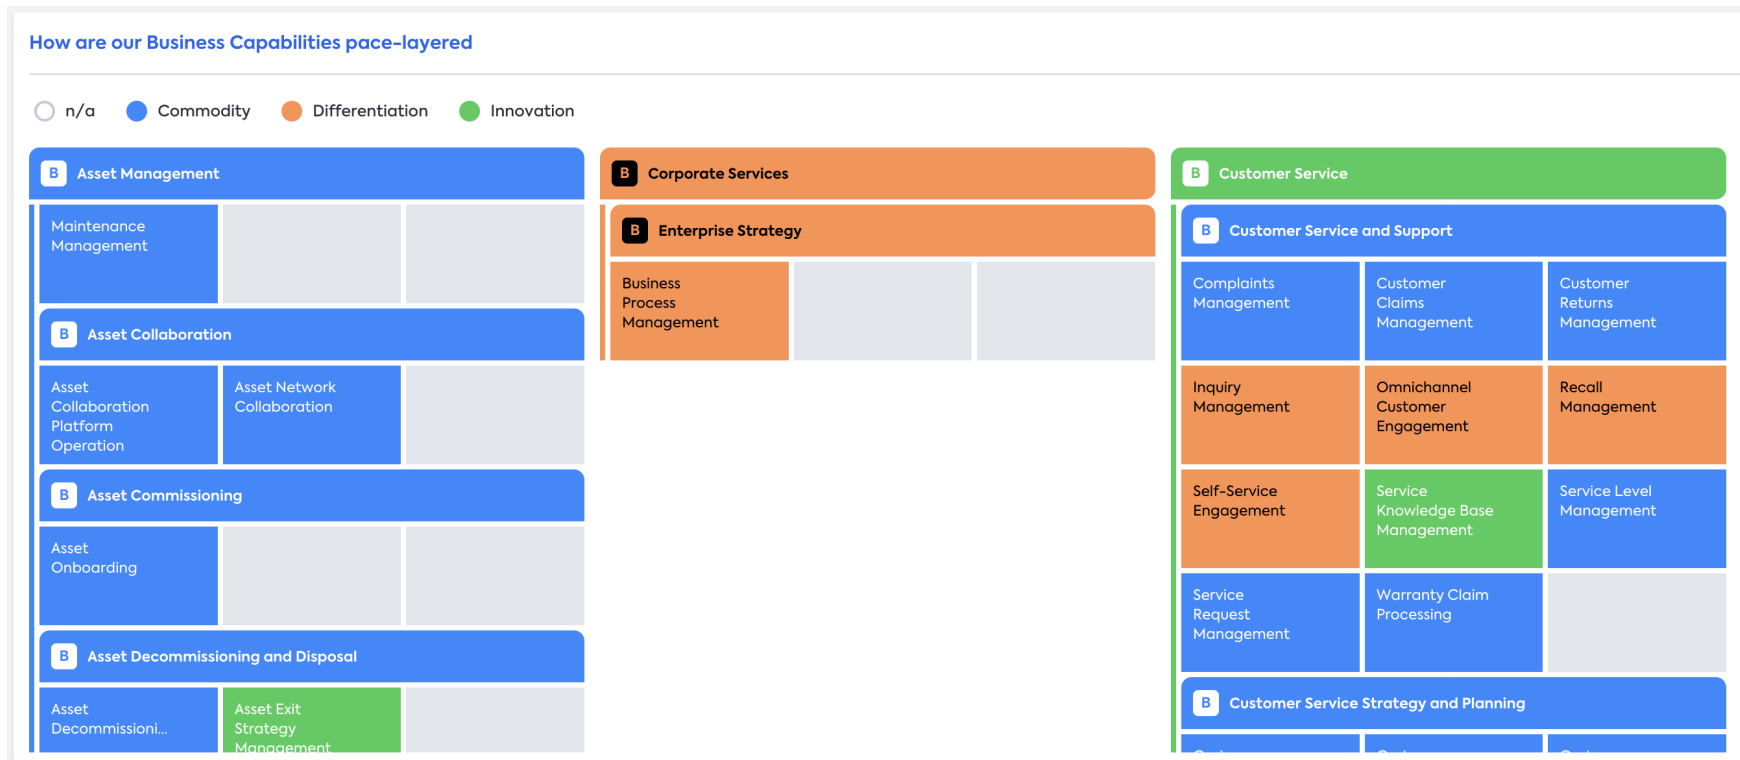 How are our Business Capabilities pace-layered
n/a Commodity Differentiation Innovation
B Asset Management
Maintenance
Management
B Asset Collaboration
Asset
Collaboration
Platform
Operation
Asset Network
Collaboration
B Asset Commissioning
Asset
Onboarding
B Asset Decommissioning and Disposal
Asset
Decommissioni...
Asset Exit
Strategy
Management
B Corporate Services
B Enterprise Strategy
Business
Process
Management
B Customer Service
B Customer Service and Support
Complaints
Management
Customer
Claims
Management
Customer
Returns
Management
Inquiry
Management
Omnichannel
Customer
Engagement
Recall
Management
Self-Service
Engagement
Service
Knowledge Base
Management
Service Level
Management
Service
Request
Management
Warranty Claim
Processing
B Customer Service Strategy and Planning